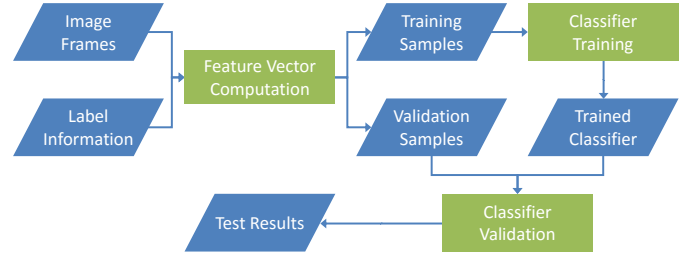 Image
Frames
Training
Samples
Classifier
Training
Feature Vector
Computation
Label
Information
Validation
Samples
Trained
Classifier
Test Results
Classifier
Validation